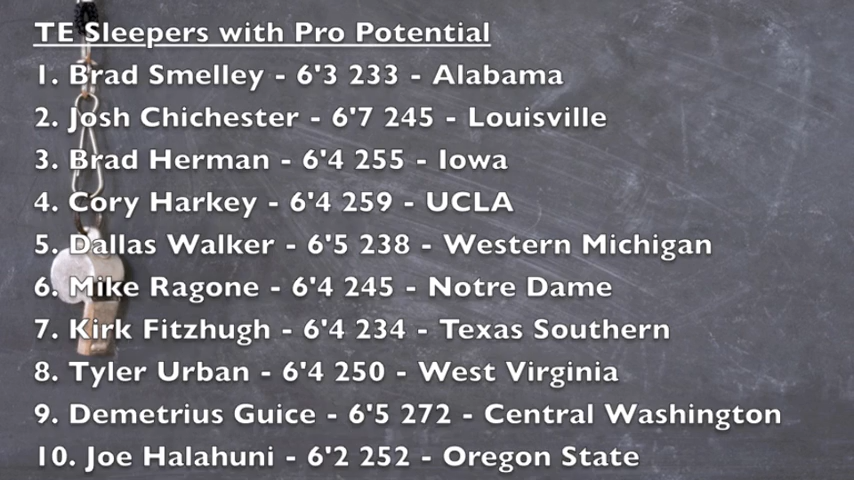 TE Sleepers with Pro Potential
1. Brad Smelley - 6'3 233 - Alabama
2. Josh Chichester - 6'7 245 - Louisville
3. Brad Herman - 6'4 255 - Iowa
4. Cory Harkey - 6'4 259 - UCLA
5. Dallas Walker - 6'5 238 - Western Michigan
6. Mike Ragone - 6'4 245 - Notre Dame
7. Kirk Fitzhugh - 6'4 234 - Texas Southern
8. Tyler Urban - 6'4 250 - West Virginia
9. Demetrius Guice - 6'5 272 - Central Washington
10. Joe Halahuni - 6'2 252 - Oregon State